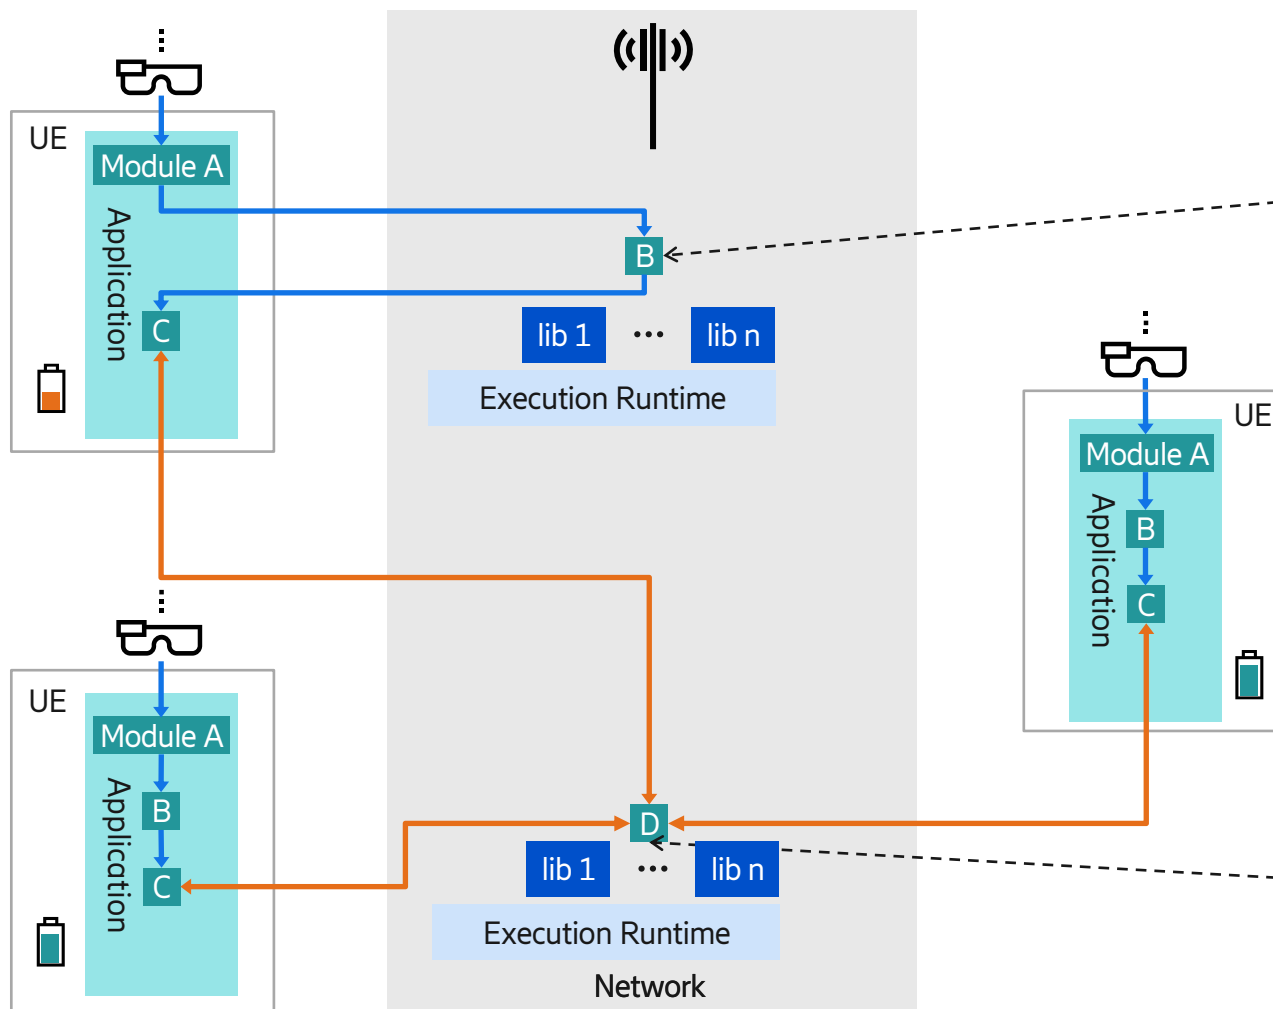 UE
Module A
Application
C
B
lib 1
...
lib n
Execution Runtime
UE
Module A
Application
B
C
UE
Module A
Application
B
C
D
lib 1
...
lib n
Execution Runtime
Network